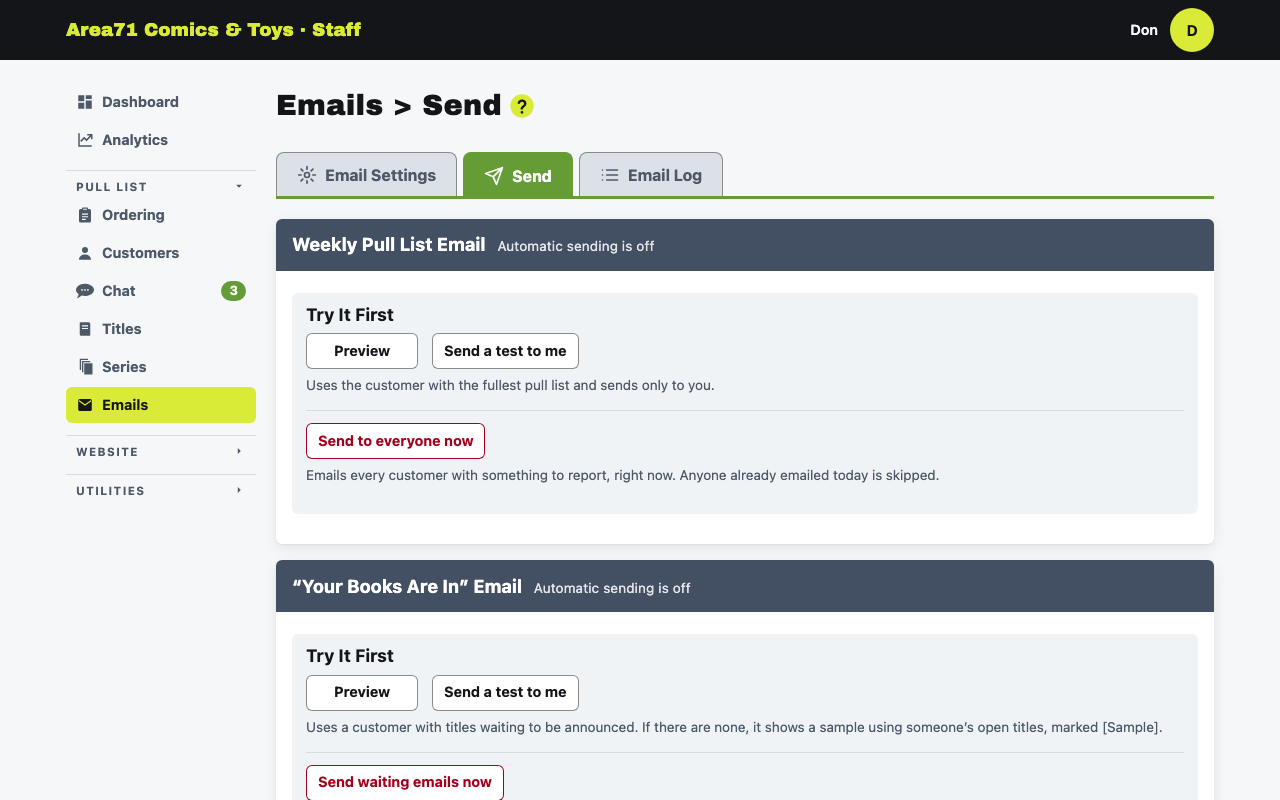 Area71 Comics & Toys · Staff
Don
D
Dashboard
Analytics
PULL LIST
Ordering
Customers
Chat
3
Titles
Series
Emails
WEBSITE
UTILITIES
Emails > Send ?
Email Settings
Send
Email Log
Weekly Pull List Email Automatic sending is off
Try It First
Preview
Send a test to me
Uses the customer with the fullest pull list and sends only to you.
Send to everyone now
Emails every customer with something to report, right now. Anyone already emailed today is skipped.
“Your Books Are In” Email Automatic sending is off
Try It First
Preview
Send a test to me
Uses a customer with titles waiting to be announced. If there are none, it shows a sample using someone’s open titles, marked [Sample].
Send waiting emails now